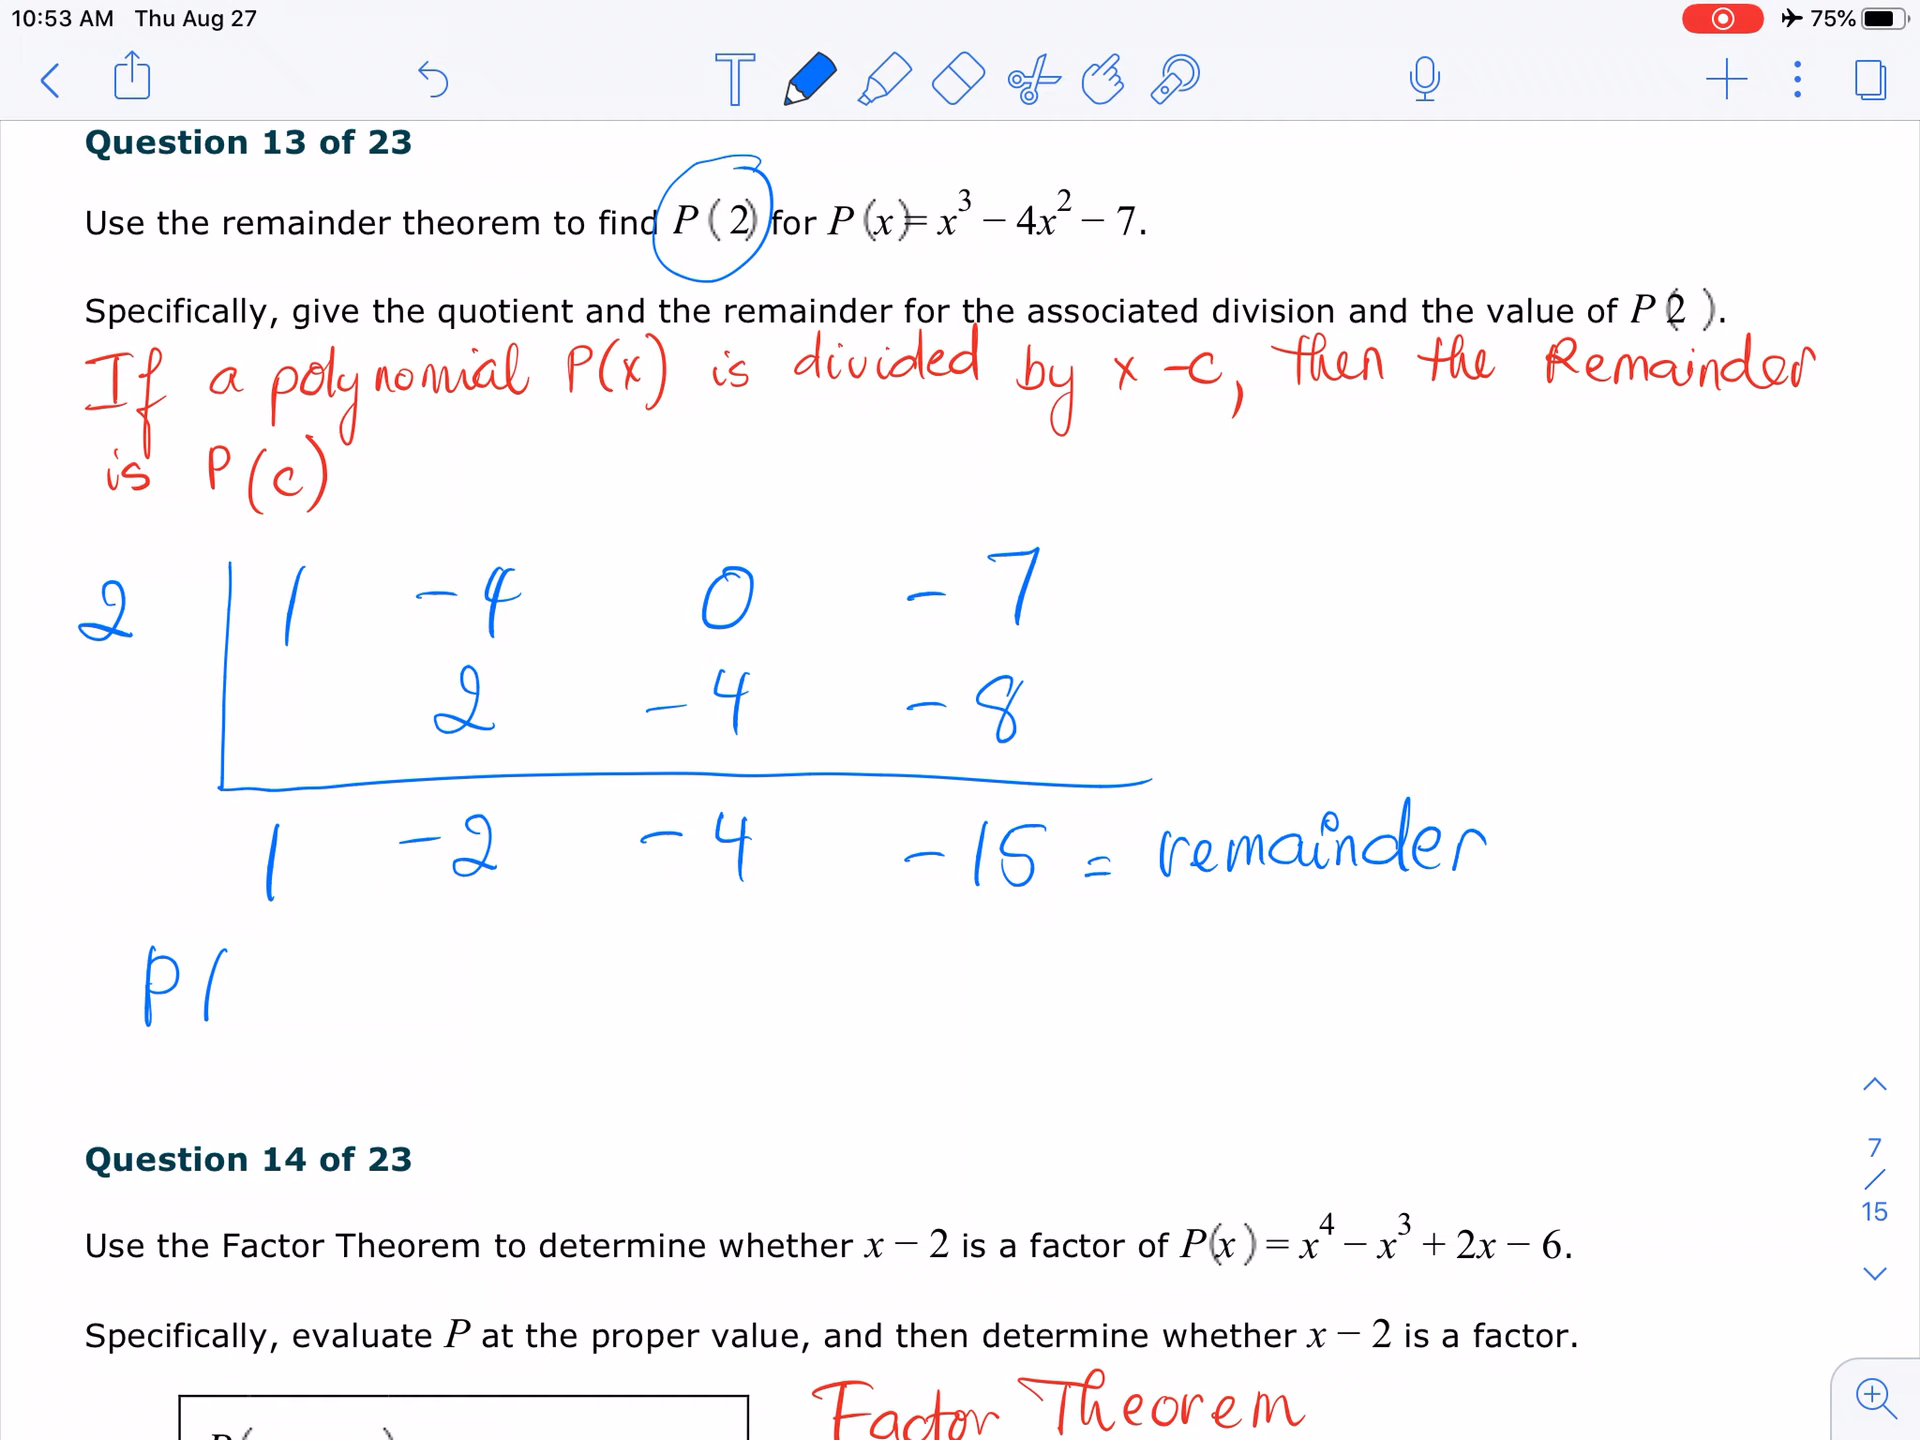 10:53 AM Thu Aug 27 75%
Question 13 of 23
Use the remainder theorem to find P(2) for P(x)= x³ − 4x² − 7.
Specifically, give the quotient and the remainder for the associated division and the value of P(2).
If a polynomial P(x) is divided by x -c, then the Remainder
is P(c)
2 1 -4 0 -7
2 -4 -8
1 -2 -4 -15 = remainder
P(
7
/
15
Question 14 of 23
Use the Factor Theorem to determine whether x − 2 is a factor of P(x) = x⁴ − x³ + 2x − 6.
Specifically, evaluate P at the proper value, and then determine whether x − 2 is a factor.
Factor Theorem